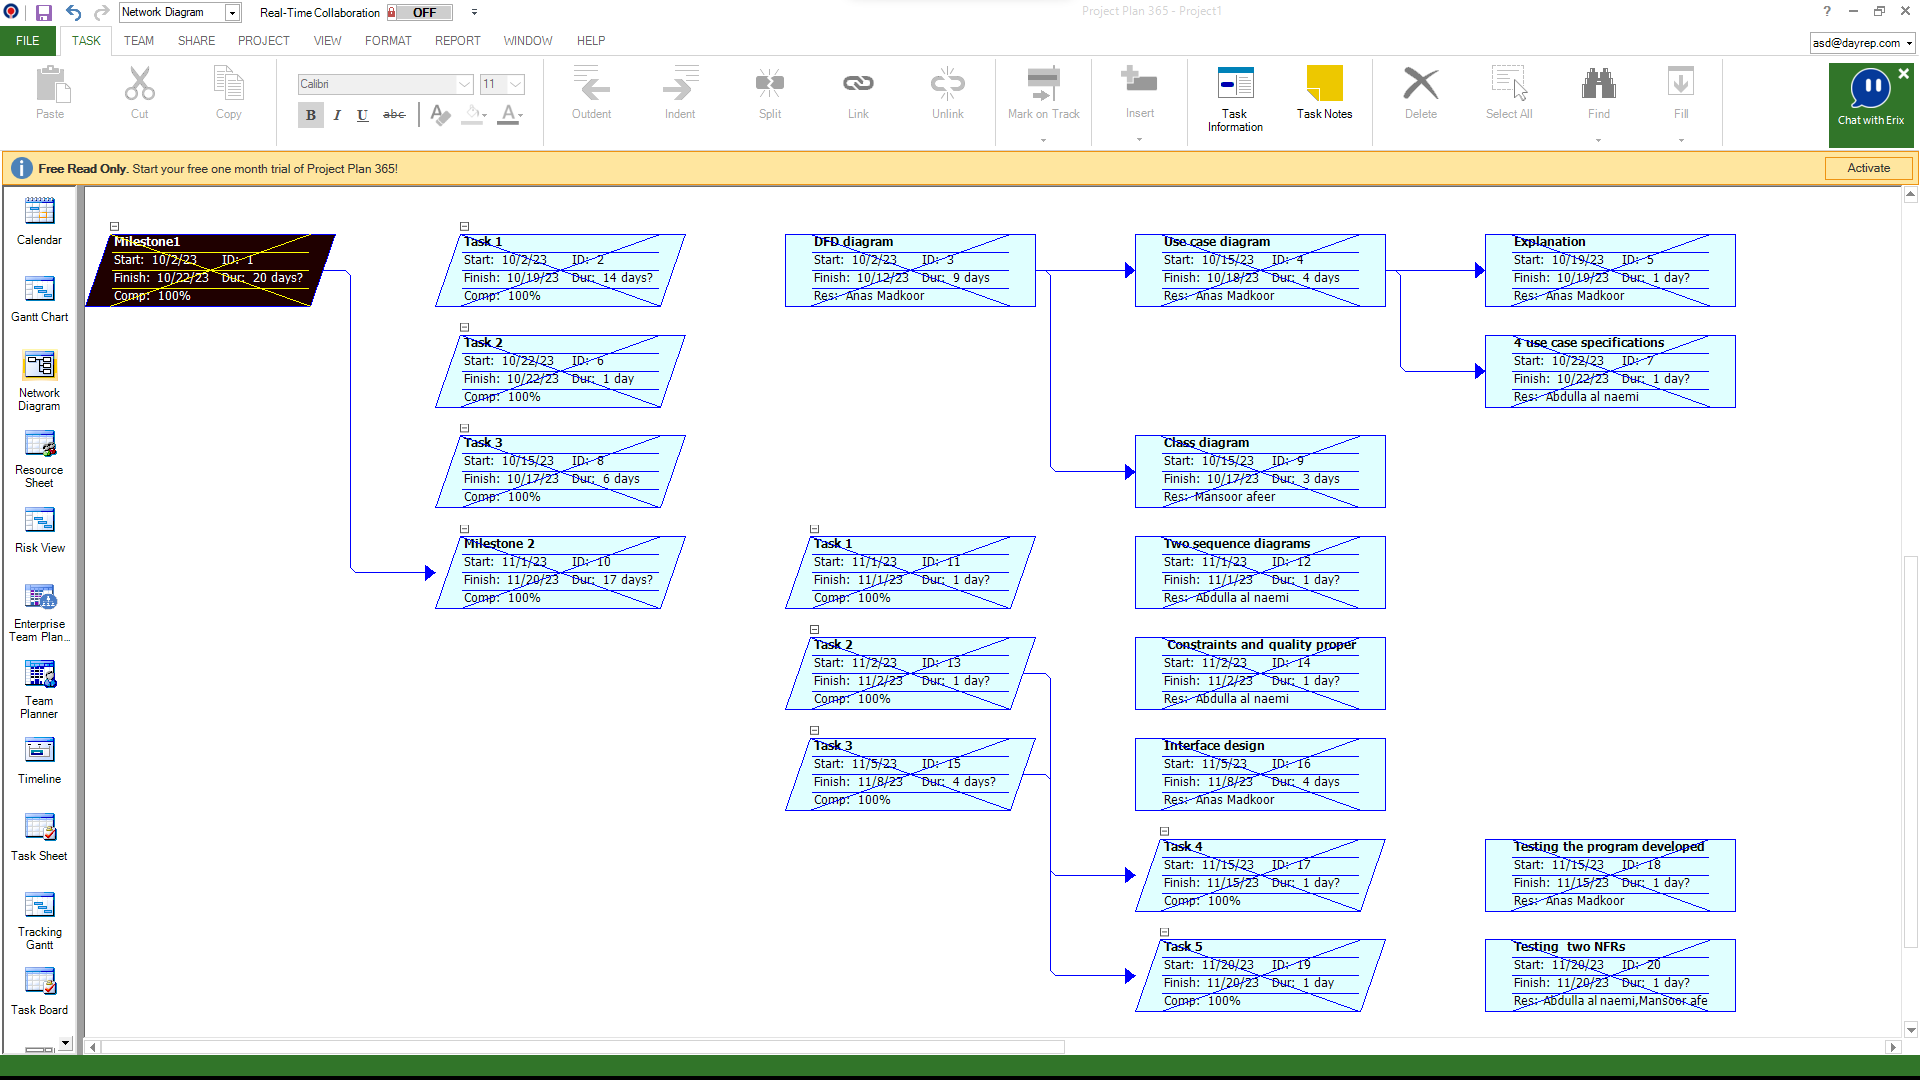 Network Diagram
Real-Time Collaboration OFF
Project Plan 365 - Project1
FILE TASK TEAM SHARE PROJECT VIEW FORMAT REPORT WINDOW HELP
asd@dayrep.com
Paste
Cut
Copy
Calibri 11
B I U abc A A
Outdent
Indent
Split
Link
Unlink
Mark on Track
Insert
Task Information
Task Notes
Delete
Select All
Find
Fill
Chat with Erix
Free Read Only. Start your free one month trial of Project Plan 365!
Activate
Calendar
Gantt Chart
Network
Diagram
Resource
Sheet
Risk View
Enterprise
Team Plan...
Team
Planner
Timeline
Task Sheet
Tracking
Gantt
Task Board
Milestone1
Start: 10/2/23 ID: 1
Finish: 10/22/23 Dur: 20 days?
Comp: 100%
Task 1
Start: 10/2/23 ID: 2
Finish: 10/19/23 Dur: 14 days?
Comp: 100%
DFD diagram
Start: 10/2/23 ID: 3
Finish: 10/12/23 Dur: 9 days
Res: Anas Madkoor
Use case diagram
Start: 10/15/23 ID: 4
Finish: 10/18/23 Dur: 4 days
Res: Anas Madkoor
Explanation
Start: 10/19/23 ID: 5
Finish: 10/19/23 Dur: 1 day?
Res: Anas Madkoor
Task 2
Start: 10/22/23 ID: 6
Finish: 10/22/23 Dur: 1 day
Comp: 100%
4 use case specifications
Start: 10/22/23 ID: 7
Finish: 10/22/23 Dur: 1 day?
Res: Abdulla al naemi
Task 3
Start: 10/15/23 ID: 8
Finish: 10/17/23 Dur: 6 days
Comp: 100%
Class diagram
Start: 10/15/23 ID: 9
Finish: 10/17/23 Dur: 3 days
Res: Mansoor afeer
Milestone 2
Start: 11/1/23 ID: 10
Finish: 11/20/23 Dur: 17 days?
Comp: 100%
Task 1
Start: 11/1/23 ID: 11
Finish: 11/1/23 Dur: 1 day?
Comp: 100%
Two sequence diagrams
Start: 11/1/23 ID: 12
Finish: 11/1/23 Dur: 1 day?
Res: Abdulla al naemi
Task 2
Start: 11/2/23 ID: 13
Finish: 11/2/23 Dur: 1 day?
Comp: 100%
Constraints and quality proper
Start: 11/2/23 ID: 14
Finish: 11/2/23 Dur: 1 day?
Res: Abdulla al naemi
Task 3
Start: 11/5/23 ID: 15
Finish: 11/8/23 Dur: 4 days?
Comp: 100%
Interface design
Start: 11/5/23 ID: 16
Finish: 11/8/23 Dur: 4 days
Res: Anas Madkoor
Task 4
Start: 11/15/23 ID: 17
Finish: 11/15/23 Dur: 1 day?
Comp: 100%
Testing the program developed
Start: 11/15/23 ID: 18
Finish: 11/15/23 Dur: 1 day?
Res: Anas Madkoor
Task 5
Start: 11/20/23 ID: 19
Finish: 11/20/23 Dur: 1 day
Comp: 100%
Testing two NFRs
Start: 11/20/23 ID: 20
Finish: 11/20/23 Dur: 1 day?
Res: Abdulla al naemi,Mansoor afe